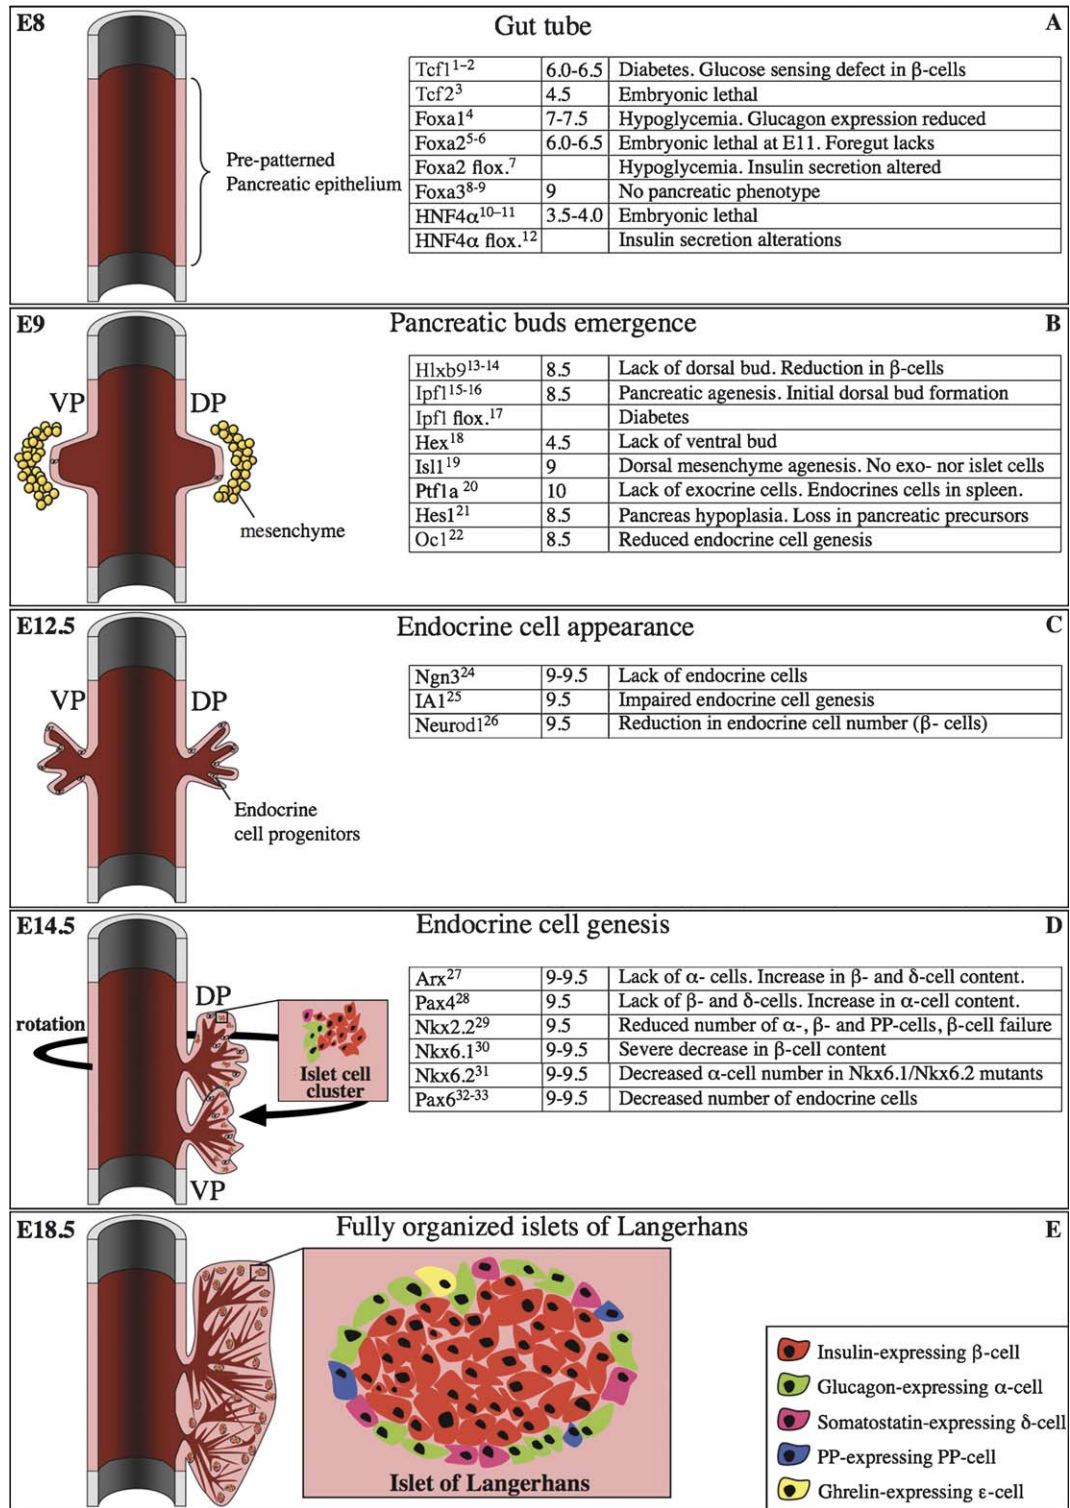 E8
Gut tube
A
Pre-patterned
Pancreatic epithelium
Tcf1¹⁻² 6.0-6.5 Diabetes. Glucose sensing defect in β-cells
Tcf2³ 4.5 Embryonic lethal
Foxa1⁴ 7-7.5 Hypoglycemia. Glucagon expression reduced
Foxa2⁵⁻⁶ 6.0-6.5 Embryonic lethal at E11. Foregut lacks
Foxa2 flox.⁷ Hypoglycemia. Insulin secretion altered
Foxa3⁸⁻⁹ 9 No pancreatic phenotype
HNF4α¹⁰⁻¹¹ 3.5-4.0 Embryonic lethal
HNF4α flox.¹² Insulin secretion alterations
E9
Pancreatic buds emergence
B
VP
DP
mesenchyme
Hlxb9¹³⁻¹⁴ 8.5 Lack of dorsal bud. Reduction in β-cells
Ipf1¹⁵⁻¹⁶ 8.5 Pancreatic agenesis. Initial dorsal bud formation
Ipf1 flox.¹⁷ Diabetes
Hex¹⁸ 4.5 Lack of ventral bud
Isl1¹⁹ 9 Dorsal mesenchyme agenesis. No exo- nor islet cells
Ptf1a ²⁰ 10 Lack of exocrine cells. Endocrines cells in spleen.
Hes1²¹ 8.5 Pancreas hypoplasia. Loss in pancreatic precursors
Oc1²² 8.5 Reduced endocrine cell genesis
E12.5
Endocrine cell appearance
C
VP
DP
Endocrine
cell progenitors
Ngn3²⁴ 9-9.5 Lack of endocrine cells
IA1²⁵ 9.5 Impaired endocrine cell genesis
Neurod1²⁶ 9.5 Reduction in endocrine cell number (β- cells)
E14.5
Endocrine cell genesis
D
DP
rotation
Islet cell
cluster
VP
Arx²⁷ 9-9.5 Lack of α- cells. Increase in β- and δ-cell content.
Pax4²⁸ 9.5 Lack of β- and δ-cells. Increase in α-cell content.
Nkx2.2²⁹ 9.5 Reduced number of α-, β- and PP-cells, β-cell failure
Nkx6.1³⁰ 9-9.5 Severe decrease in β-cell content
Nkx6.2³¹ 9-9.5 Decreased α-cell number in Nkx6.1/Nkx6.2 mutants
Pax6³²⁻³³ 9-9.5 Decreased number of endocrine cells
E18.5
Fully organized islets of Langerhans
E
Islet of Langerhans
Insulin-expressing β-cell
Glucagon-expressing α-cell
Somatostatin-expressing δ-cell
PP-expressing PP-cell
Ghrelin-expressing ε-cell